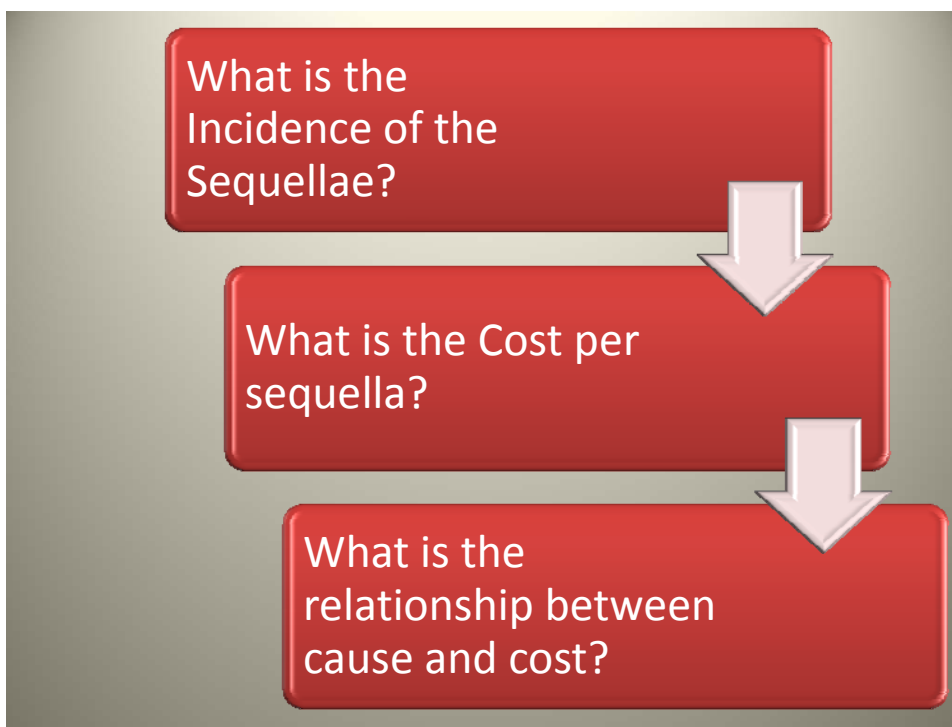 What is the
Incidence of the
Sequellae?
What is the Cost per
sequella?
What is the
relationship between
cause and cost?